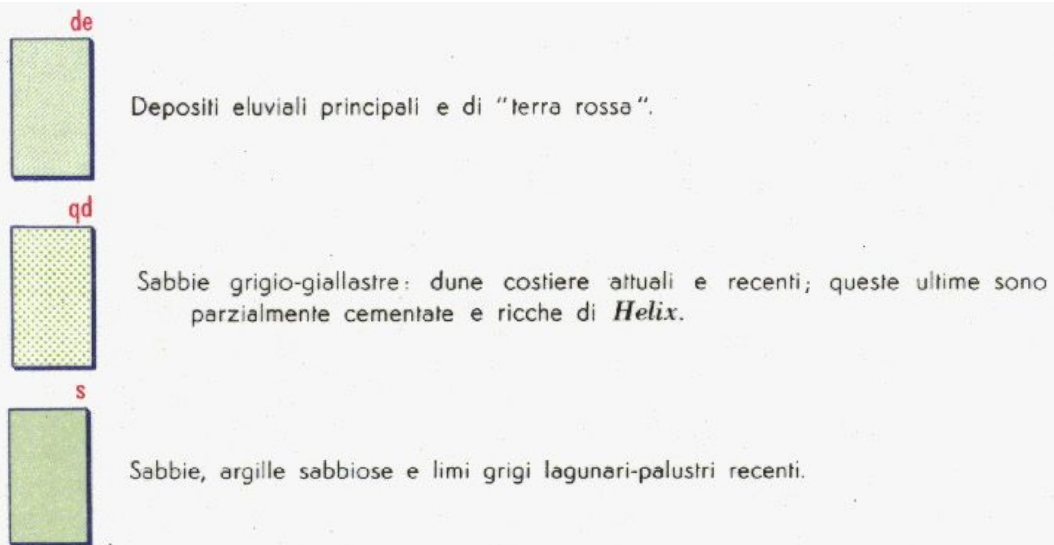 de
Depositi eluviali principali e di "terra rossa".
qd
Sabbie grigio-giallastre: dune costiere attuali e recenti; queste ultime sono
parzialmente cementate e ricche di Helix.
s
Sabbie, argille sabbiose e limi grigi lagunari-palustri recenti.